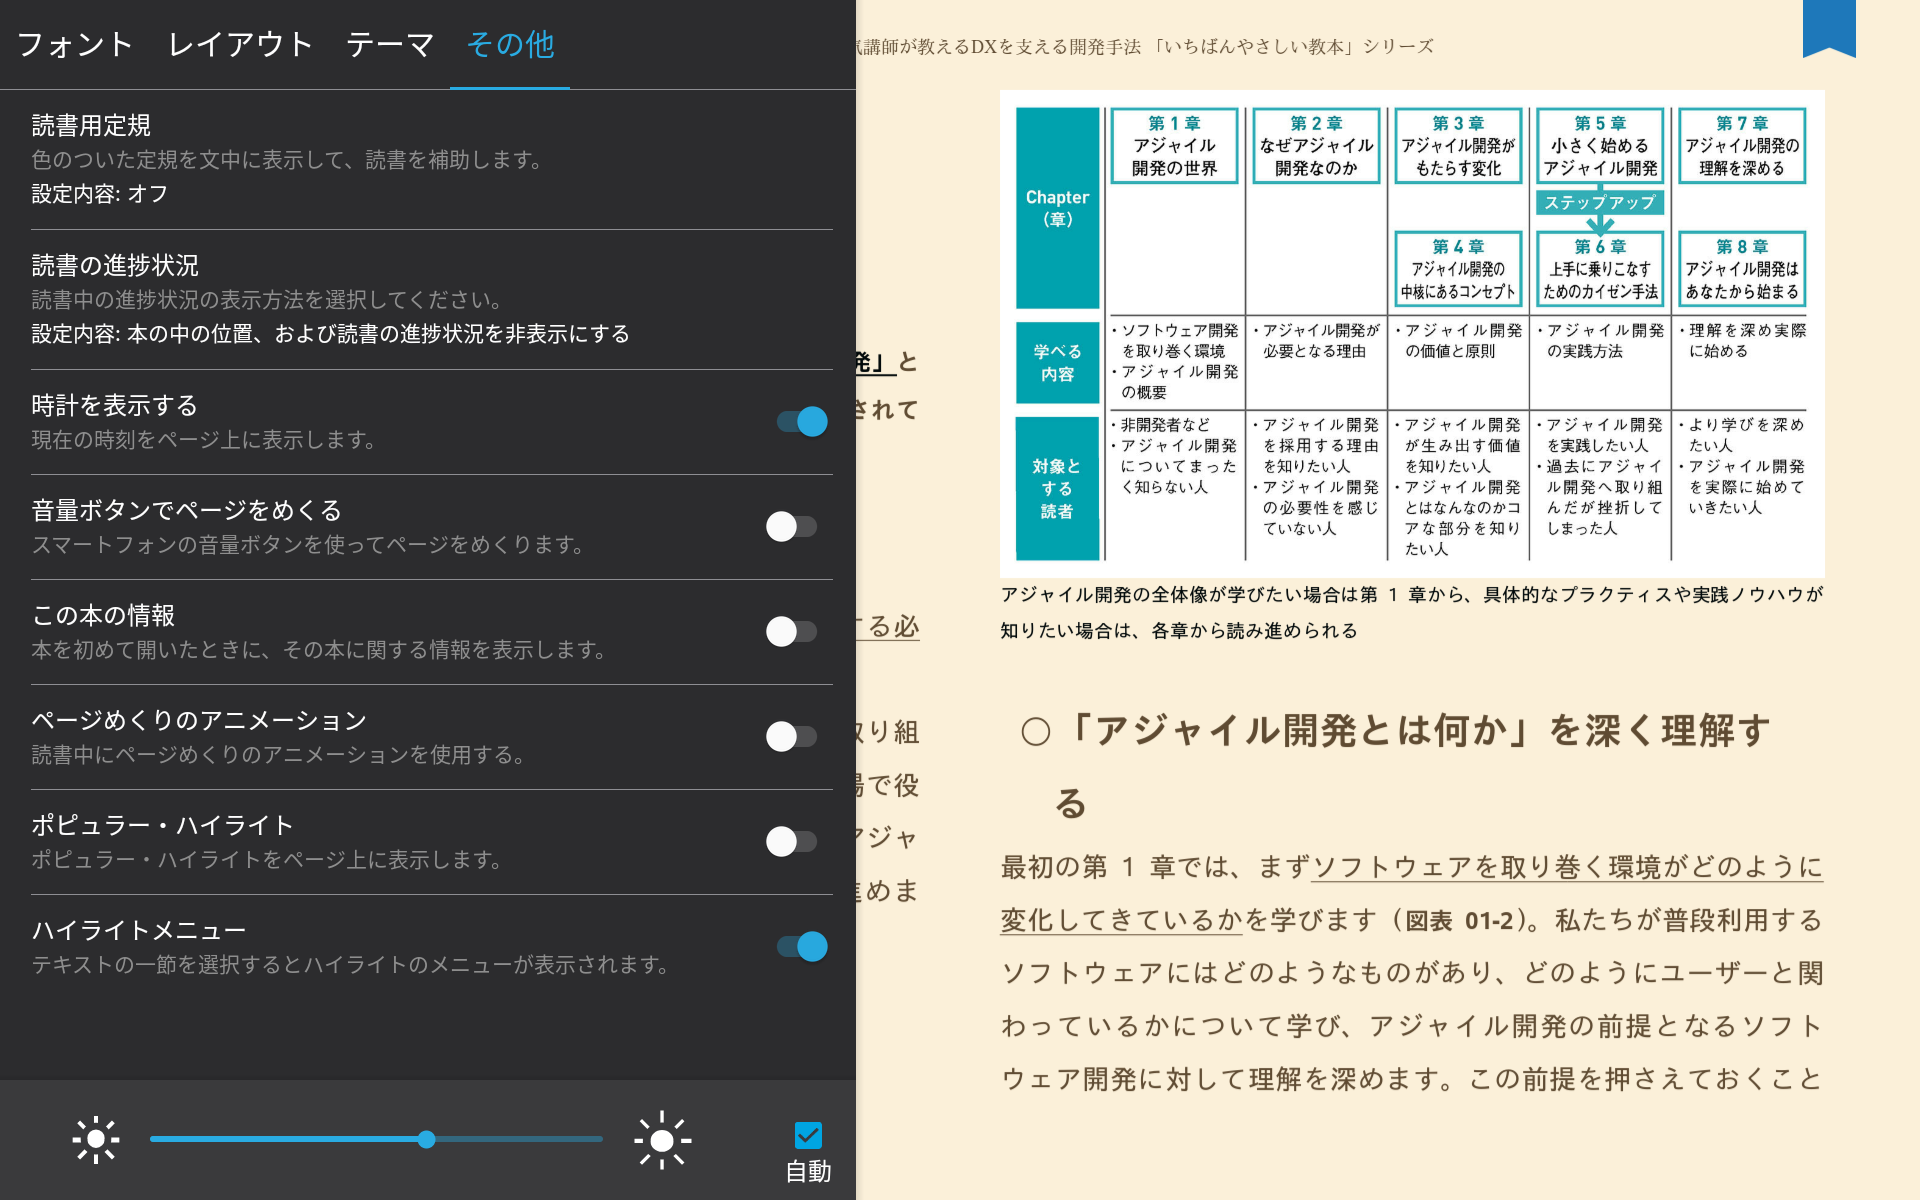 フォント レイアウト テーマ その他
読書用定規
色のついた定規を文中に表示して、読書を補助します。
設定内容: オフ
読書の進捗状況
読書中の進捗状況の表示方法を選択してください。
設定内容: 本の中の位置、および読書の進捗状況を非表示にする
時計を表示する
現在の時刻をページ上に表示します。
音量ボタンでページをめくる
スマートフォンの音量ボタンを使ってページをめくります。
この本の情報
本を初めて開いたときに、その本に関する情報を表示します。
ページめくりのアニメーション
読書中にページめくりのアニメーションを使用する。
ポピュラー・ハイライト
ポピュラー・ハイライトをページ上に表示します。
ハイライトメニュー
テキストの一節を選択するとハイライトのメニューが表示されます。
自動
講師が教えるDXを支える開発手法 「いちばんやさしい教本」シリーズ
発」と
されて
する必
り組
で役
アジャ
めま
Chapter
（章）
第 1 章
アジャイル
開発の世界
第 2 章
なぜアジャイル
開発なのか
第 3 章
アジャイル開発が
もたらす変化
第 5 章
小さく始める
アジャイル開発
第 7 章
アジャイル開発の
理解を深める
ステップアップ
第 4 章
アジャイル開発の
中核にあるコンセプト
第 6 章
上手に乗りこなす
ためのカイゼン手法
第 8 章
アジャイル開発は
あなたから始まる
学べる
内容
・ソフトウェア開発
を取り巻く環境
・アジャイル開発
の概要
・アジャイル開発が
必要となる理由
・アジャイル開発
の価値と原則
・アジャイル開発
の実践方法
・理解を深め実際
に始める
対象と
する
読者
・非開発者など
・アジャイル開発
についてまった
く知らない人
・アジャイル開発
を採用する理由
を知りたい人
・アジャイル開発
の必要性を感じ
ていない人
・アジャイル開発
が生み出す価値
を知りたい人
・アジャイル開発
とはなんなのかコ
アな部分を知り
たい人
・アジャイル開発
を実践したい人
・過去にアジャイ
ル開発へ取り組
んだが挫折して
しまった人
・より学びを深め
たい人
・アジャイル開発
を実際に始めて
いきたい人
アジャイル開発の全体像が学びたい場合は第 1 章から、具体的なプラクティスや実践ノウハウが
知りたい場合は、各章から読み進められる
○「アジャイル開発とは何か」を深く理解す
る
最初の第 1 章では、まずソフトウェアを取り巻く環境がどのように
変化してきているかを学びます（図表 01-2）。私たちが普段利用する
ソフトウェアにはどのようなものがあり、どのようにユーザーと関
わっているかについて学び、アジャイル開発の前提となるソフト
ウェア開発に対して理解を深めます。この前提を押さえておくこと